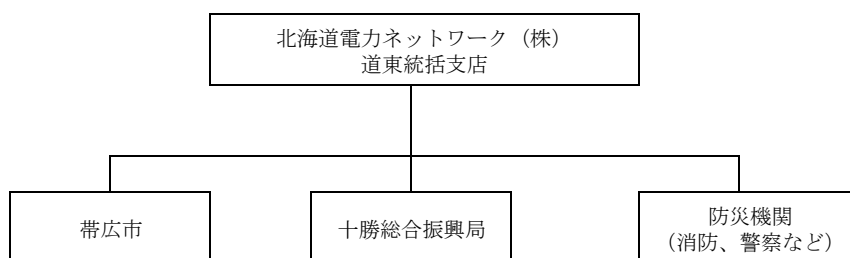 北海道電力ネットワーク（株）
道東統括支店
帯広市
十勝総合振興局
防災機関
（消防、警察など）